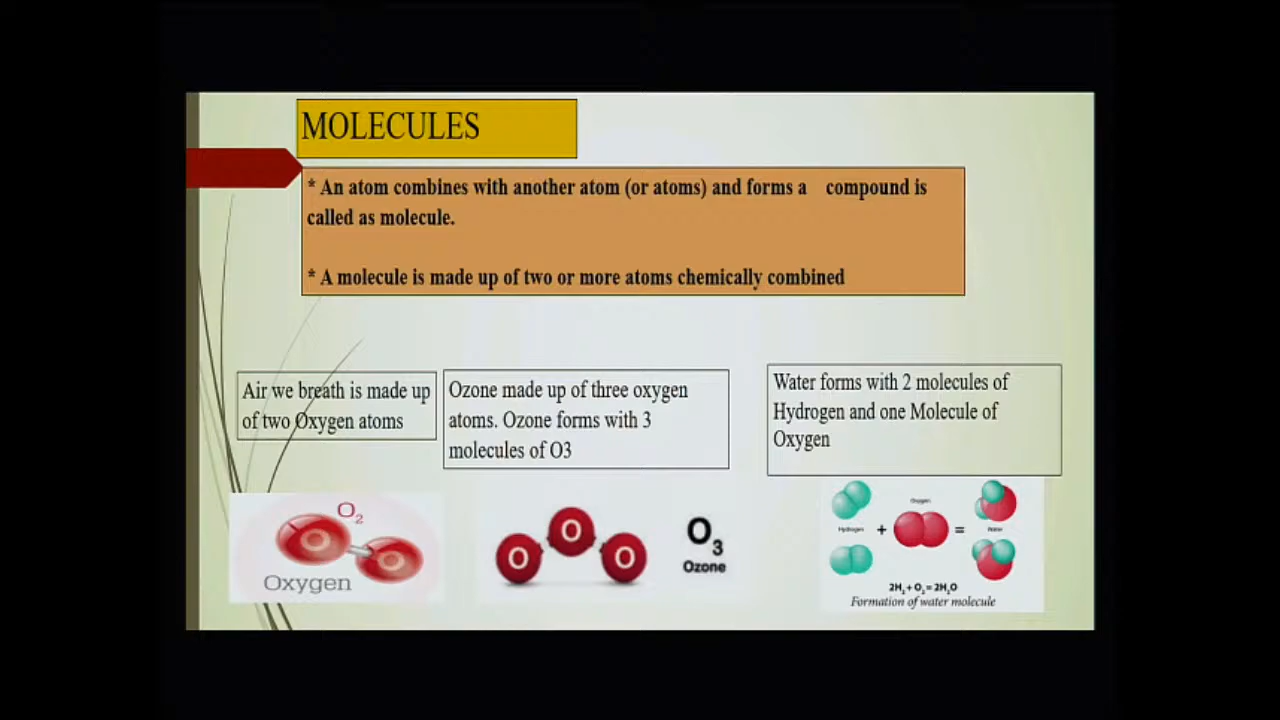 MOLECULES
* An atom combines with another atom (or atoms) and forms a compound is
called as molecule.
* A molecule is made up of two or more atoms chemically combined
Air we breath is made up
of two Oxygen atoms
Ozone made up of three oxygen
atoms. Ozone forms with 3
molecules of O3
Water forms with 2 molecules of
Hydrogen and one Molecule of
Oxygen
O2
Oxygen
O O O
O3
Ozone
Hydrogen
+
Oxygen
=
Water
2H2 + O2 = 2H2O
Formation of water molecule